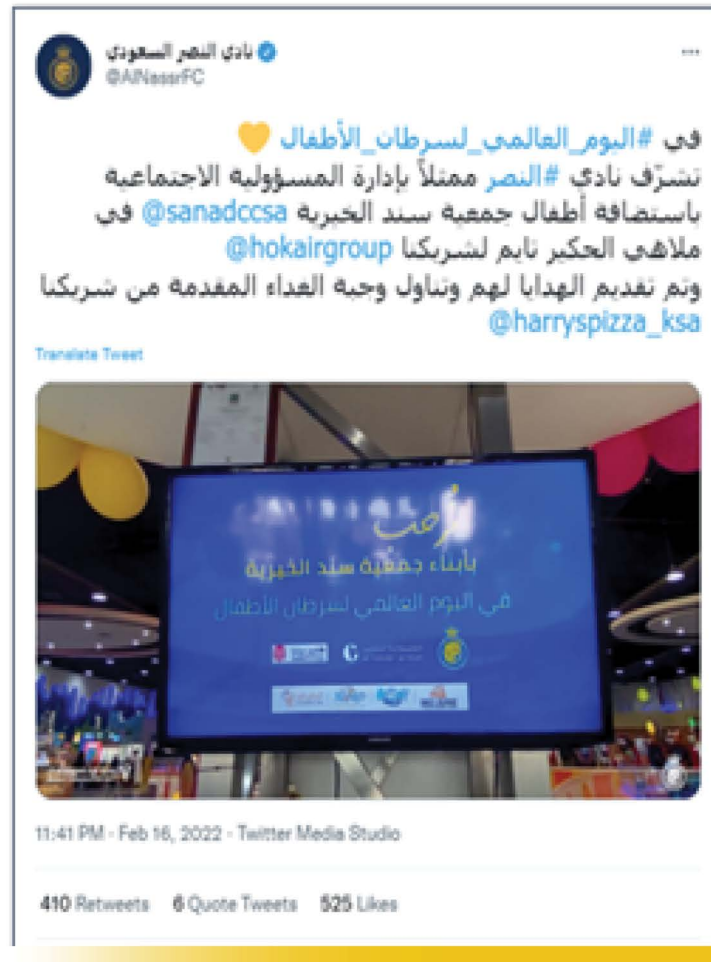 نادي النصر السعودي
@AlNassrFC
في #اليوم_العالمي_لسرطان_الأطفال 💛
تشرّف نادي #النصر ممثلاً بإدارة المسؤولية الاجتماعية
باستضافة أطفال جمعية سند الخيرية @sanadccsa في
ملاهي الحكير تايم لشريكنا @hokairgroup
وتم تقديم الهدايا لهم وتناول وجبة الغداء المقدمة من شريكنا
@harryspizza_ksa
Translate Tweet
نُرحب
بأبناء جمعية سند الخيرية
في اليوم العالمي لسرطان الأطفال
11:41 PM · Feb 16, 2022 · Twitter Media Studio
410 Retweets 6 Quote Tweets 525 Likes